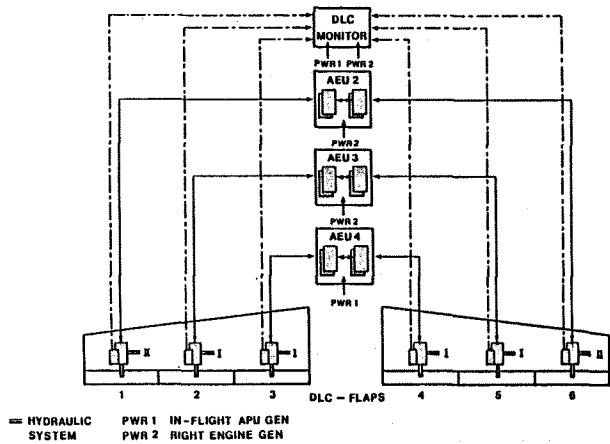 DLC
MONITOR
PWR 1 PWR 2
AEU 2
PWR2
AEU 3
PWR 2
AEU 4
PWR 1
II I I I I II
1 2 3 DLC – FLAPS 4 5 6
HYDRAULIC SYSTEM
PWR 1 IN-FLIGHT APU GEN
PWR 2 RIGHT ENGINE GEN